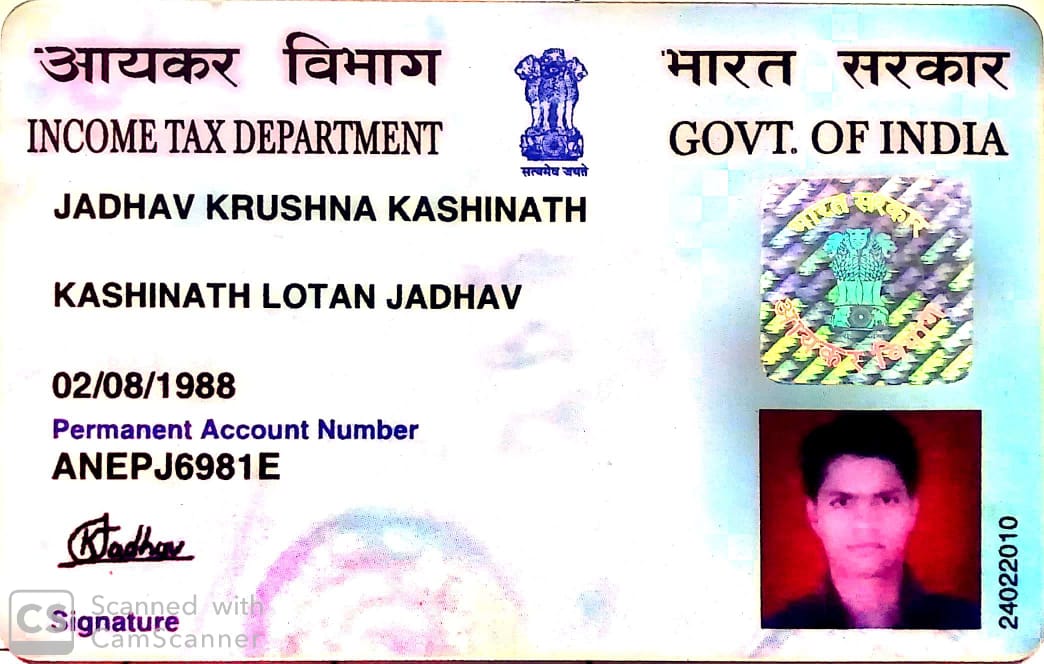 आयकर विभाग
भारत सरकार
INCOME TAX DEPARTMENT
GOVT. OF INDIA
सत्यमेव जयते
JADHAV KRUSHNA KASHINATH
भारत सरकार
आयकर विभाग
KASHINATH LOTAN JADHAV
02/08/1988
Permanent Account Number
ANEPJ6981E
KJadhav
Signature
24022010
CS Scanned with
CamScanner